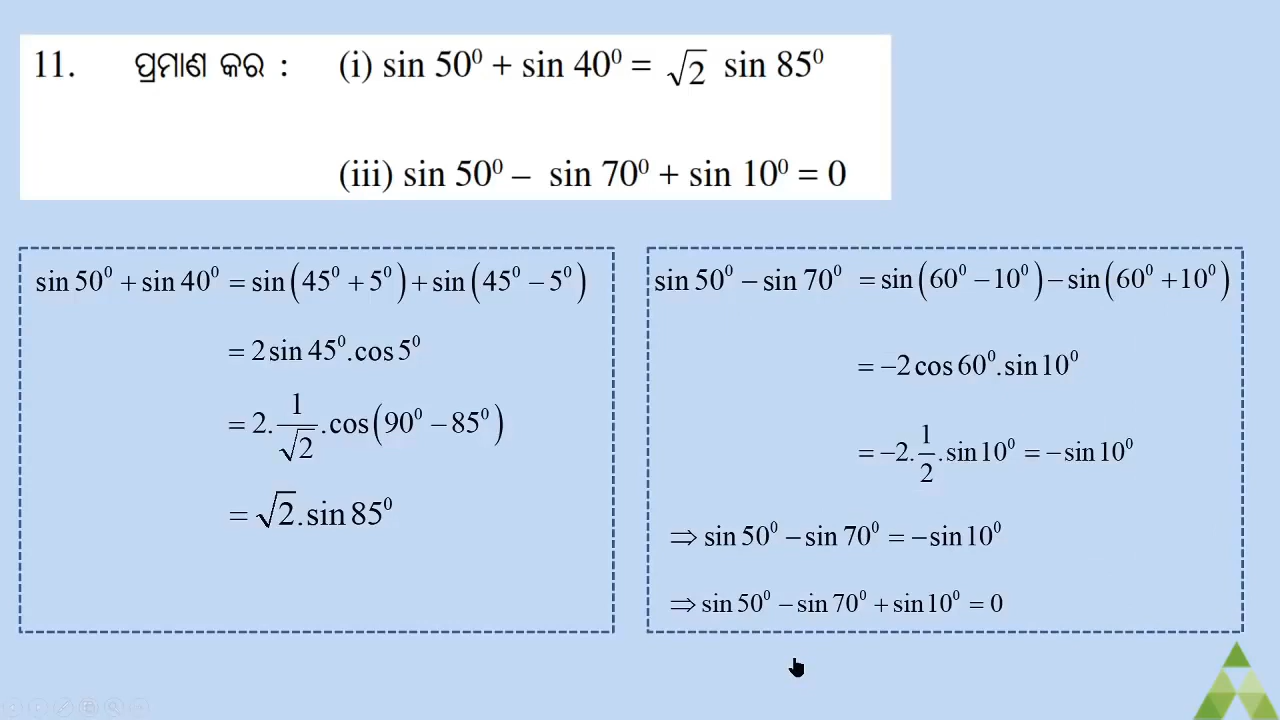 11. ପ୍ରମାଣ କର : (i) sin 50⁰ + sin 40⁰ = √2 sin 85⁰
(iii) sin 50⁰ – sin 70⁰ + sin 10⁰ = 0
sin 50⁰ + sin 40⁰ = sin(45⁰ + 5⁰) + sin(45⁰ − 5⁰)
= 2 sin 45⁰.cos 5⁰
= 2.1/√2.cos(90⁰ − 85⁰)
= √2.sin 85⁰
sin 50⁰ − sin 70⁰ = sin(60⁰ − 10⁰) − sin(60⁰ + 10⁰)
= −2 cos 60⁰.sin 10⁰
= −2.1/2.sin 10⁰ = − sin 10⁰
⇒ sin 50⁰ − sin 70⁰ = − sin 10⁰
⇒ sin 50⁰ − sin 70⁰ + sin 10⁰ = 0